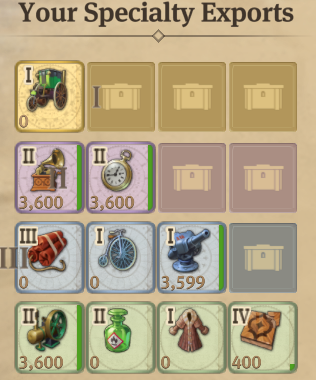 Your Specialty Exports
I I
0
II II
3,600 3,600
III III I I
0 0 3,599
II II I IV
3,600 0 0 400